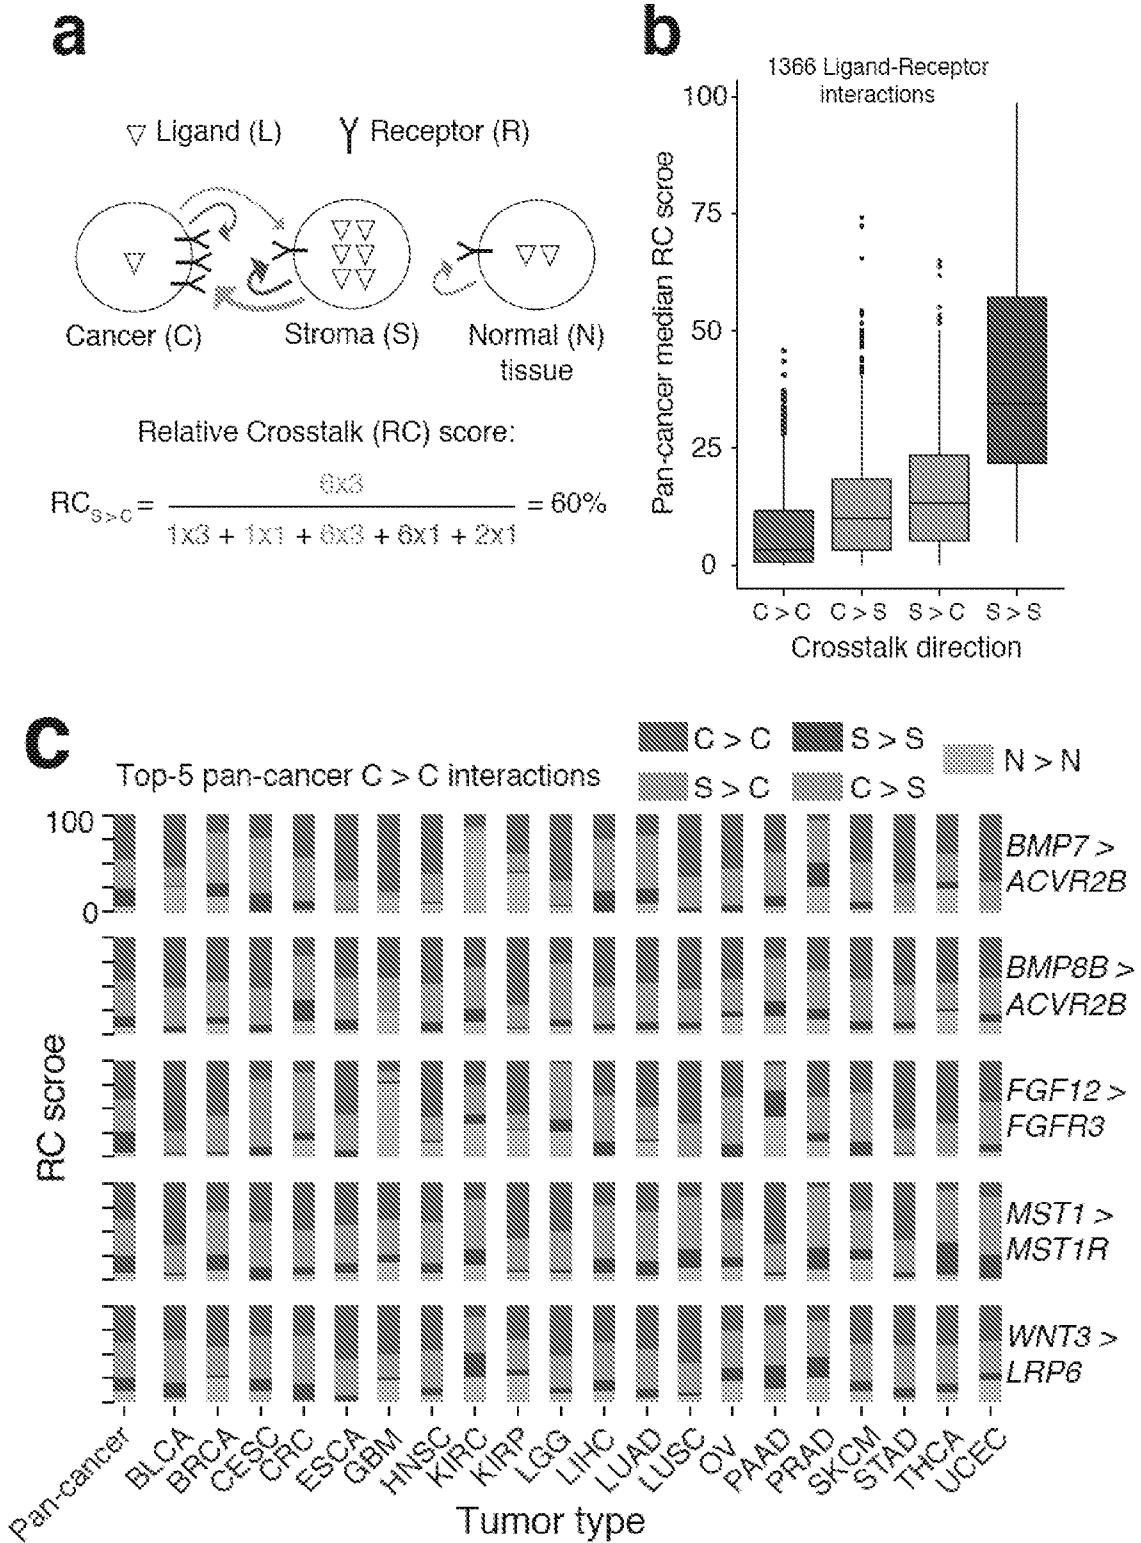 a
Ligand (L)
Receptor (R)
Cancer (C)
Stroma (S)
Normal (N)
tissue
Relative Crosstalk (RC) score:
RCS>C = 6x3 / 1x3 + 1x1 + 6x3 + 6x1 + 2x1 = 60%
b
1366 Ligand-Receptor
interactions
Pan-cancer median RC scroe
100
75
50
25
0
C > C
C > S
S > C
S > S
Crosstalk direction
c
Top-5 pan-cancer C > C interactions
C > C
S > S
N > N
S > C
C > S
RC scroe
100
0
BMP7 >
ACVR2B
BMP8B >
ACVR2B
FGF12 >
FGFR3
MST1 >
MST1R
WNT3 >
LRP6
Pan-cancer
BLCA
BRCA
CESC
CRC
ESCA
GBM
HNSC
KIRC
KIRP
LGG
LIHC
LUAD
LUSC
OV
PAAD
PRAD
SKCM
STAD
THCA
UCEC
Tumor type